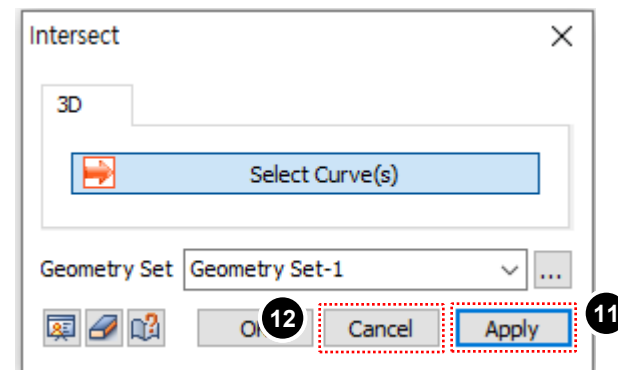 Intersect
3D
Select Curve(s)
Geometry Set Geometry Set-1 ...
12 Cancel Apply 11